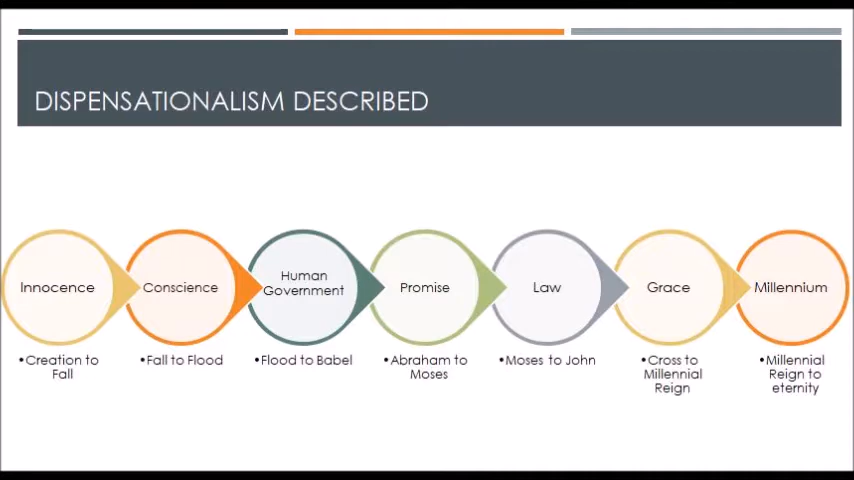 DISPENSATIONALISM DESCRIBED
Innocence
Conscience
Human
Government
Promise
Law
Grace
Millennium
•Creation to
Fall
•Fall to Flood
•Flood to Babel
•Abraham to
Moses
•Moses to John
•Cross to
Millennial
Reign
•Millennial
Reign to
eternity